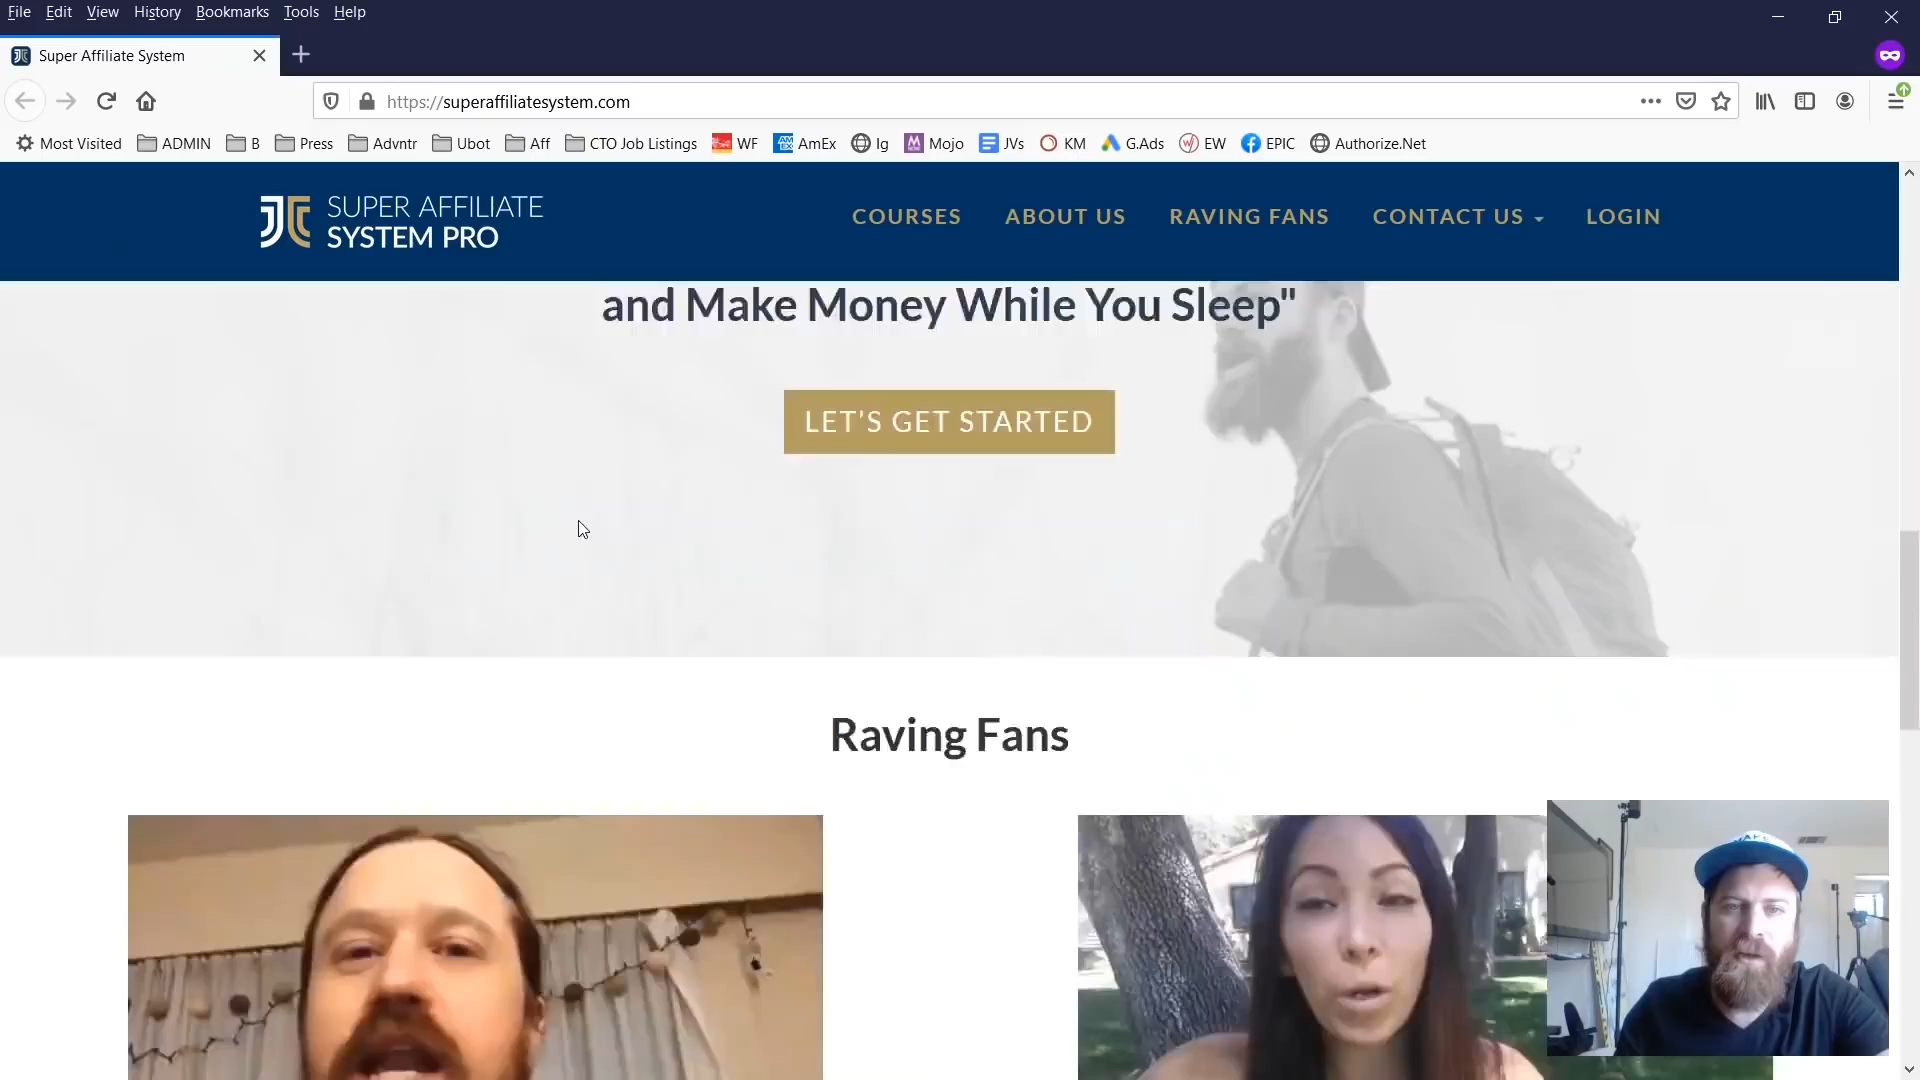 File Edit View History Bookmarks Tools Help
Super Affiliate System
https://superaffiliatesystem.com
Most Visited ADMIN B Press Advntr Ubot Aff CTO Job Listings WF AmEx Ig Mojo JVs KM G.Ads EW EPIC Authorize.Net
SUPER AFFILIATE
SYSTEM PRO
COURSES ABOUT US RAVING FANS CONTACT US LOGIN
and Make Money While You Sleep"
LET'S GET STARTED
Raving Fans